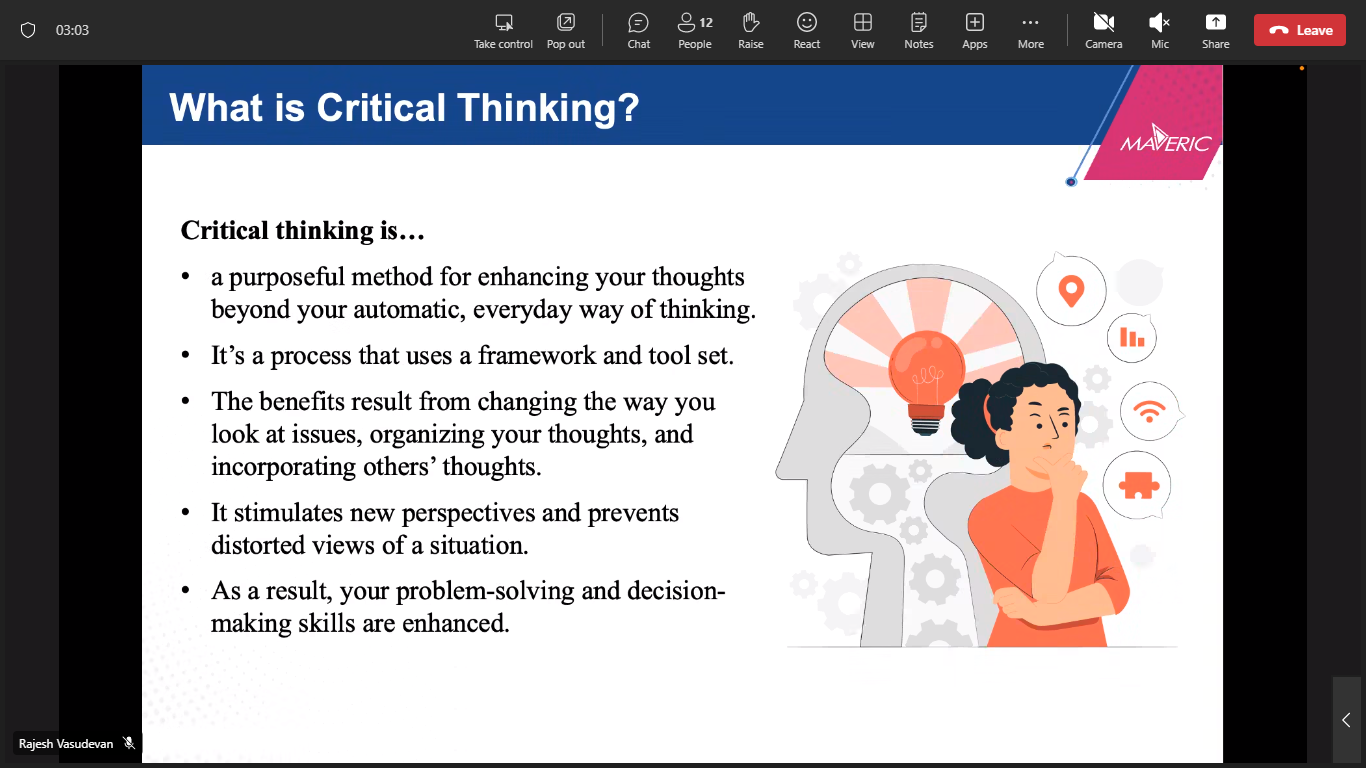 03:03
Take control
Pop out
Chat
People
12
Raise
React
View
Notes
Apps
More
Camera
Mic
Share
Leave
What is Critical Thinking?
MAVERIC
Critical thinking is…
• a purposeful method for enhancing your thoughts
beyond your automatic, everyday way of thinking.
• It’s a process that uses a framework and tool set.
• The benefits result from changing the way you
look at issues, organizing your thoughts, and
incorporating others’ thoughts.
• It stimulates new perspectives and prevents
distorted views of a situation.
• As a result, your problem-solving and decision-
making skills are enhanced.
Rajesh Vasudevan